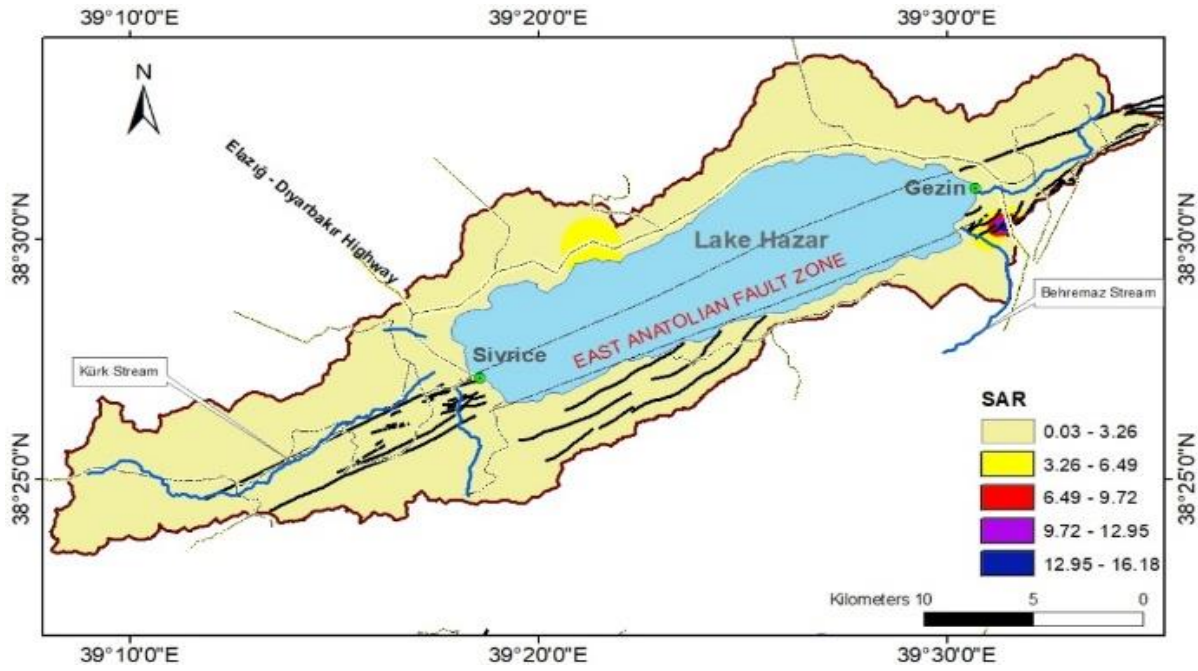 39°10'0"E
39°20'0"E
39°30'0"E
N
Elazığ - Dıyarbakır Highway
Gezin
38°30'0"N
38°30'0"N
Lake Hazar
EAST ANATOLIAN FAULT ZONE
Behremaz Stream
Sivrice
Kürk Stream
SAR
0.03 - 3.26
3.26 - 6.49
6.49 - 9.72
9.72 - 12.95
12.95 - 16.18
38°25'0"N
38°25'0"N
Kilometers 10 5 0
39°10'0"E
39°20'0"E
39°30'0"E